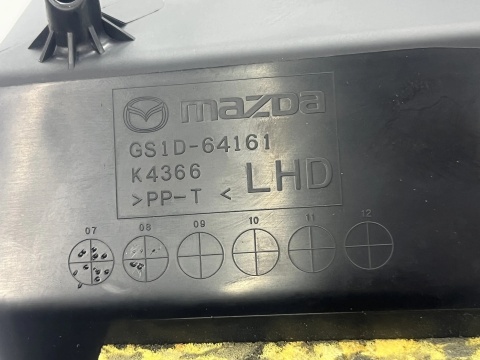 mazda
GS1D-64161
K4366
>PP-T < LHD
07 08 09 10 11 12